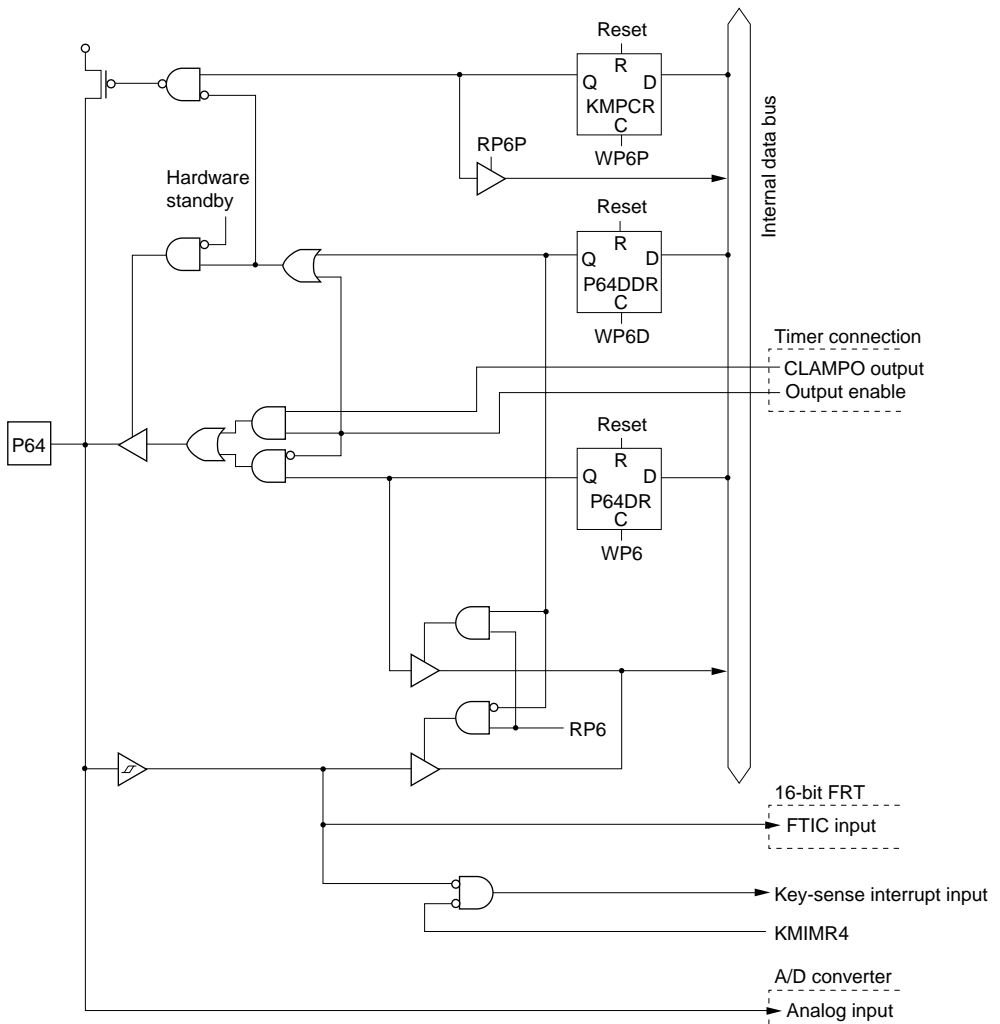 Reset
R
Q D
KMPCR
C
WP6P
RP6P
Internal data bus
Hardware
standby
Reset
R
Q D
P64DDR
C
WP6D
Timer connection
CLAMPO output
Output enable
P64
Reset
R
Q D
P64DR
C
WP6
RP6
16-bit FRT
FTIC input
Key-sense interrupt input
KMIMR4
A/D converter
Analog input